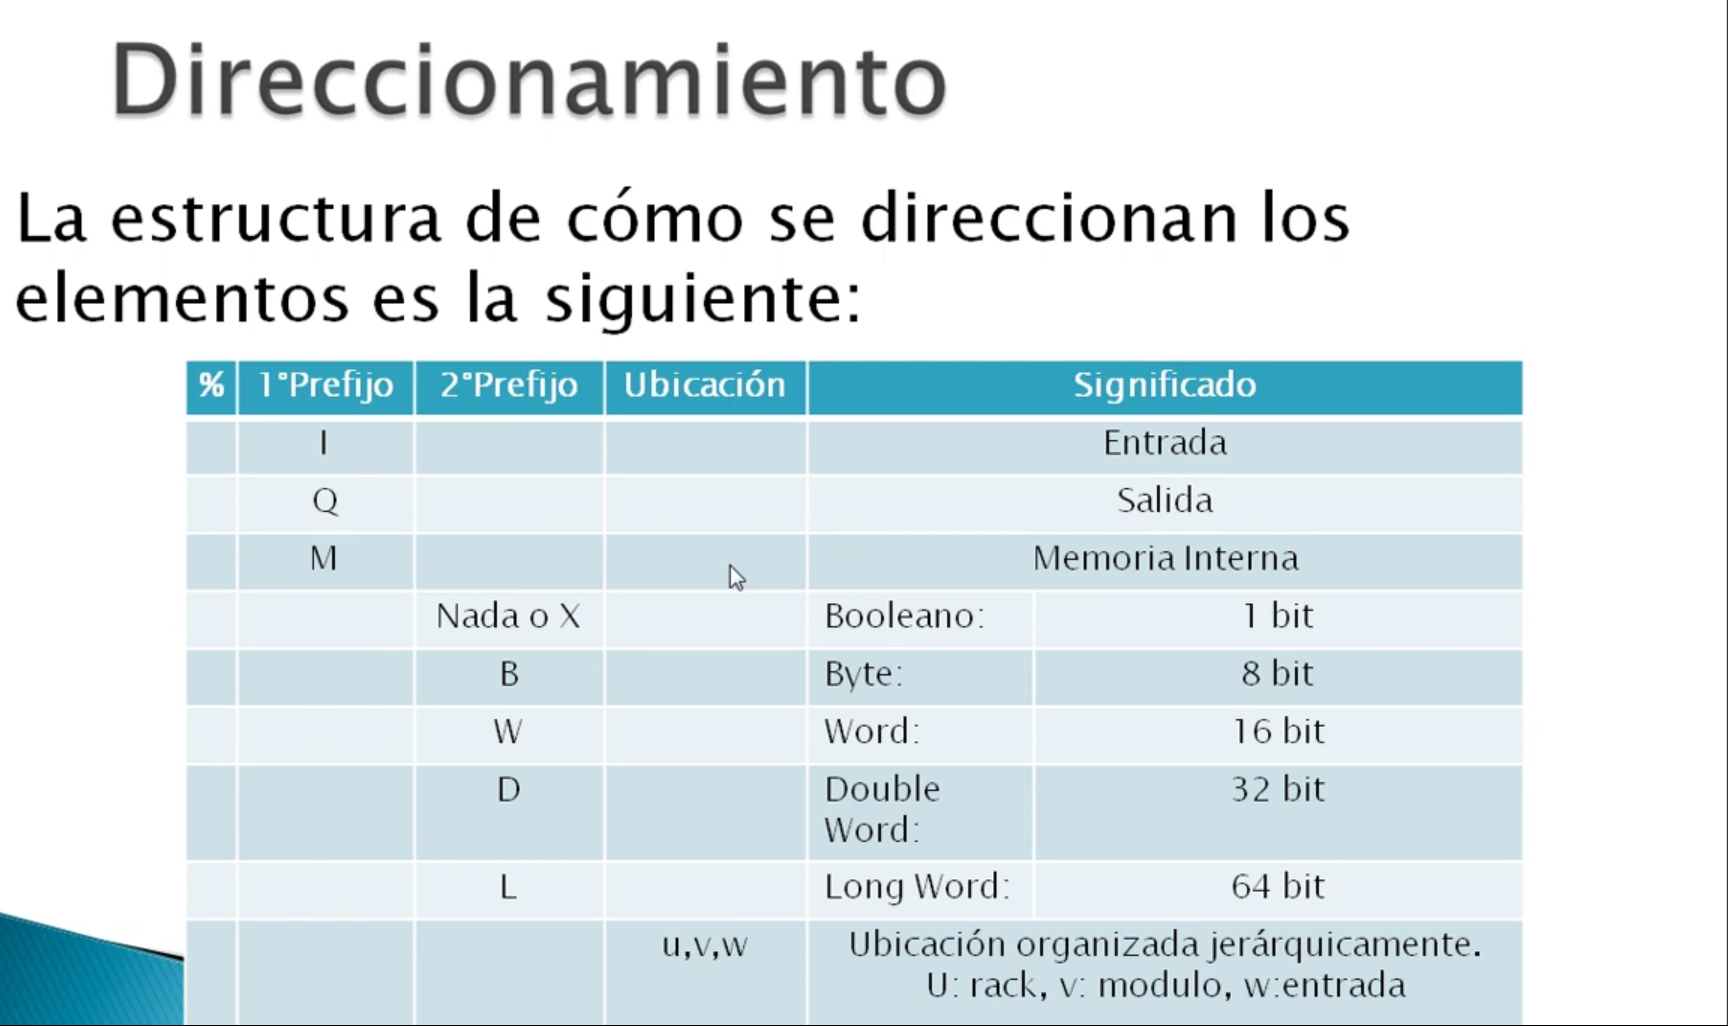 Direccionamiento
La estructura de cómo se direccionan los
elementos es la siguiente:
% 1°Prefijo 2°Prefijo Ubicación Significado
I Entrada
Q Salida
M Memoria Interna
Nada o X Booleano: 1 bit
B Byte: 8 bit
W Word: 16 bit
D Double 32 bit
Word:
L Long Word: 64 bit
u,v,w Ubicación organizada jerárquicamente.
U: rack, v: modulo, w:entrada